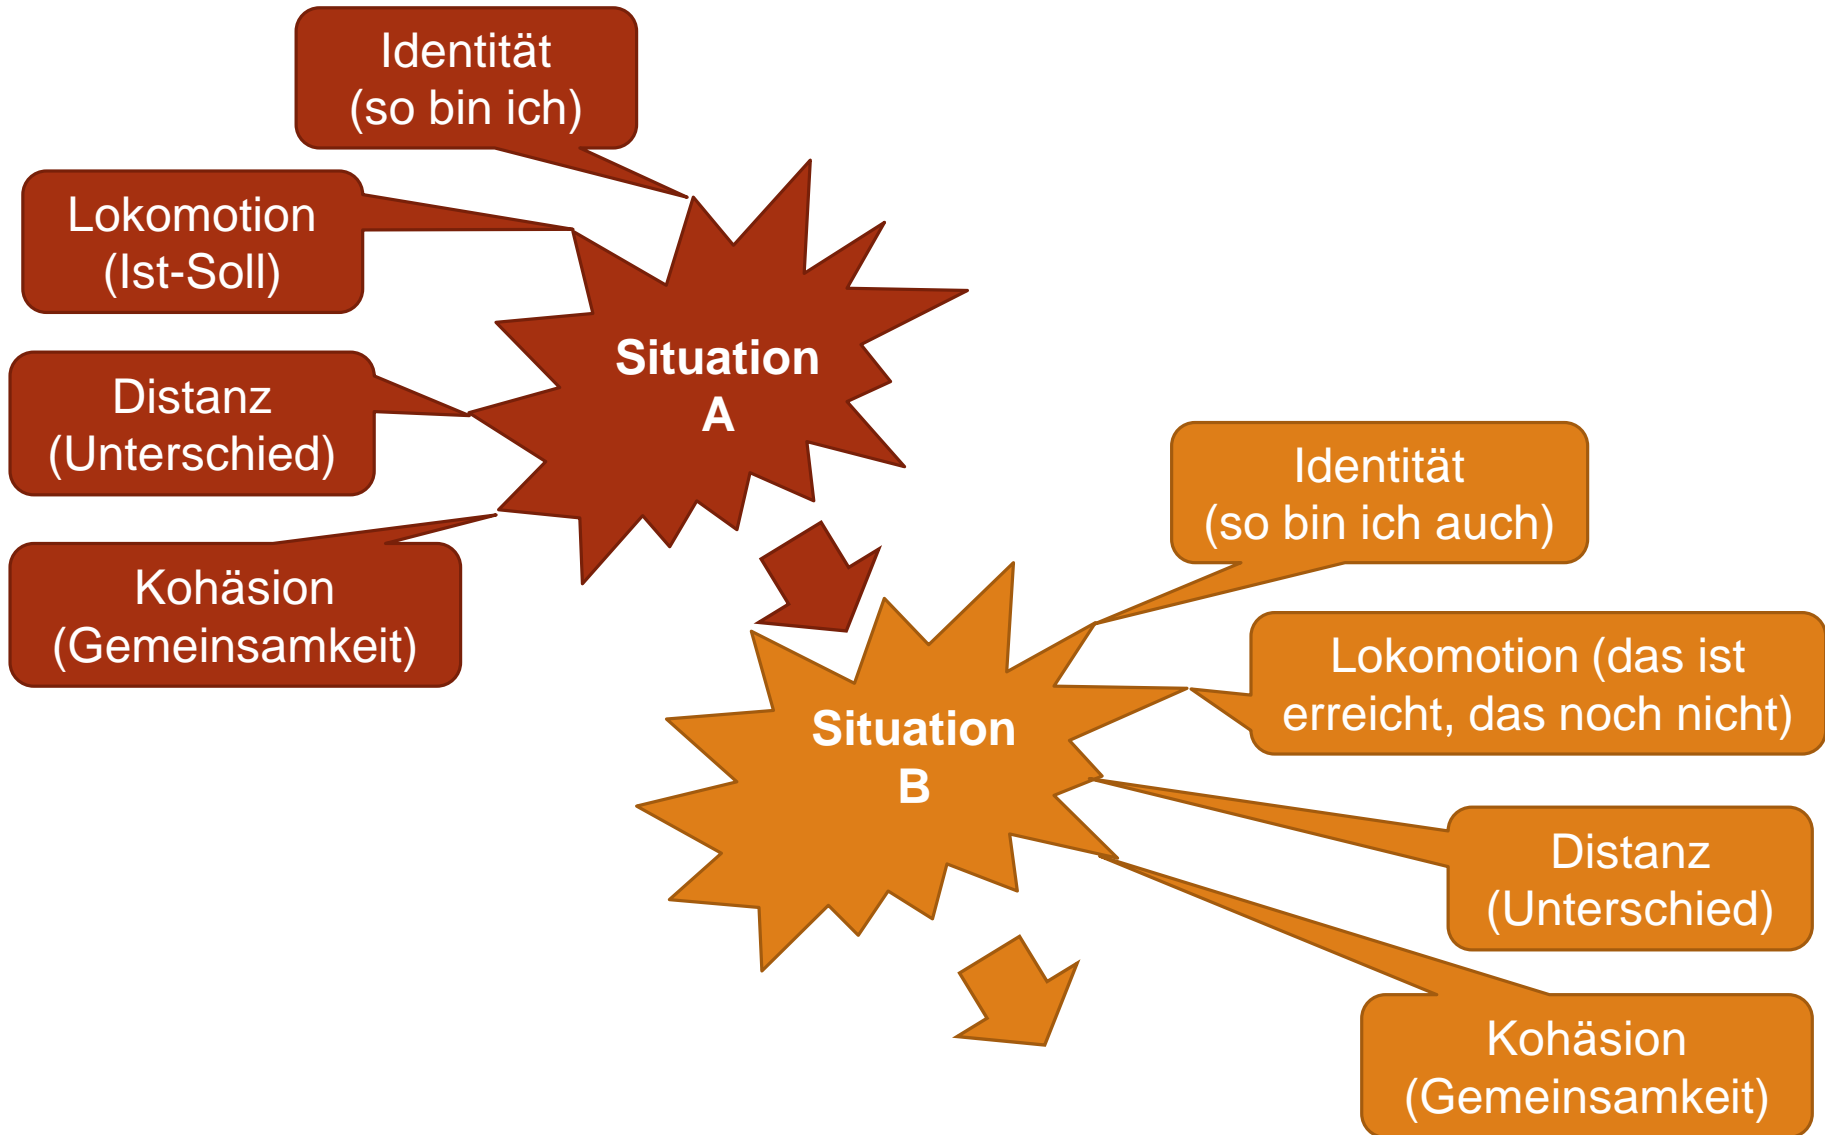 Identität
(so bin ich)
Lokomotion
(Ist-Soll)
Distanz
(Unterschied)
Kohäsion
(Gemeinsamkeit)
Situation
A
Situation
B
Identität
(so bin ich auch)
Lokomotion (das ist
erreicht, das noch nicht)
Distanz
(Unterschied)
Kohäsion
(Gemeinsamkeit)